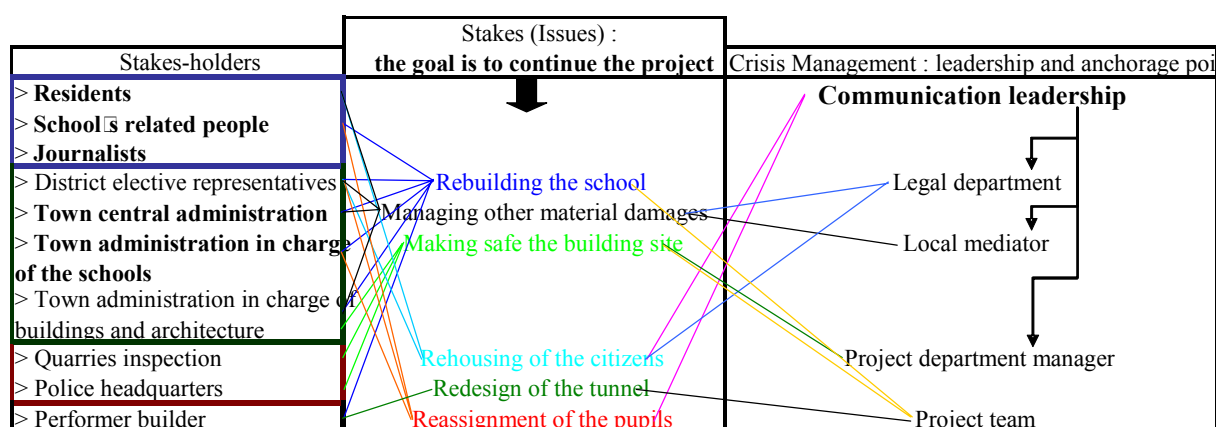 Stakes-holders
> Residents
> School s related people
> Journalists
> District elective representatives
> Town central administration
> Town administration in charge
of the schools
> Town administration in charge of
buildings and architecture
> Quarries inspection
> Police headquarters
> Performer builder
Stakes (Issues) :
the goal is to continue the project
Rebuilding the school
Managing other material damages
Making safe the building site
Rehousing of the citizens
Redesign of the tunnel
Reassignment of the pupils
Crisis Management : leadership and anchorage poi
Communication leadership
Legal department
Local mediator
Project department manager
Project team